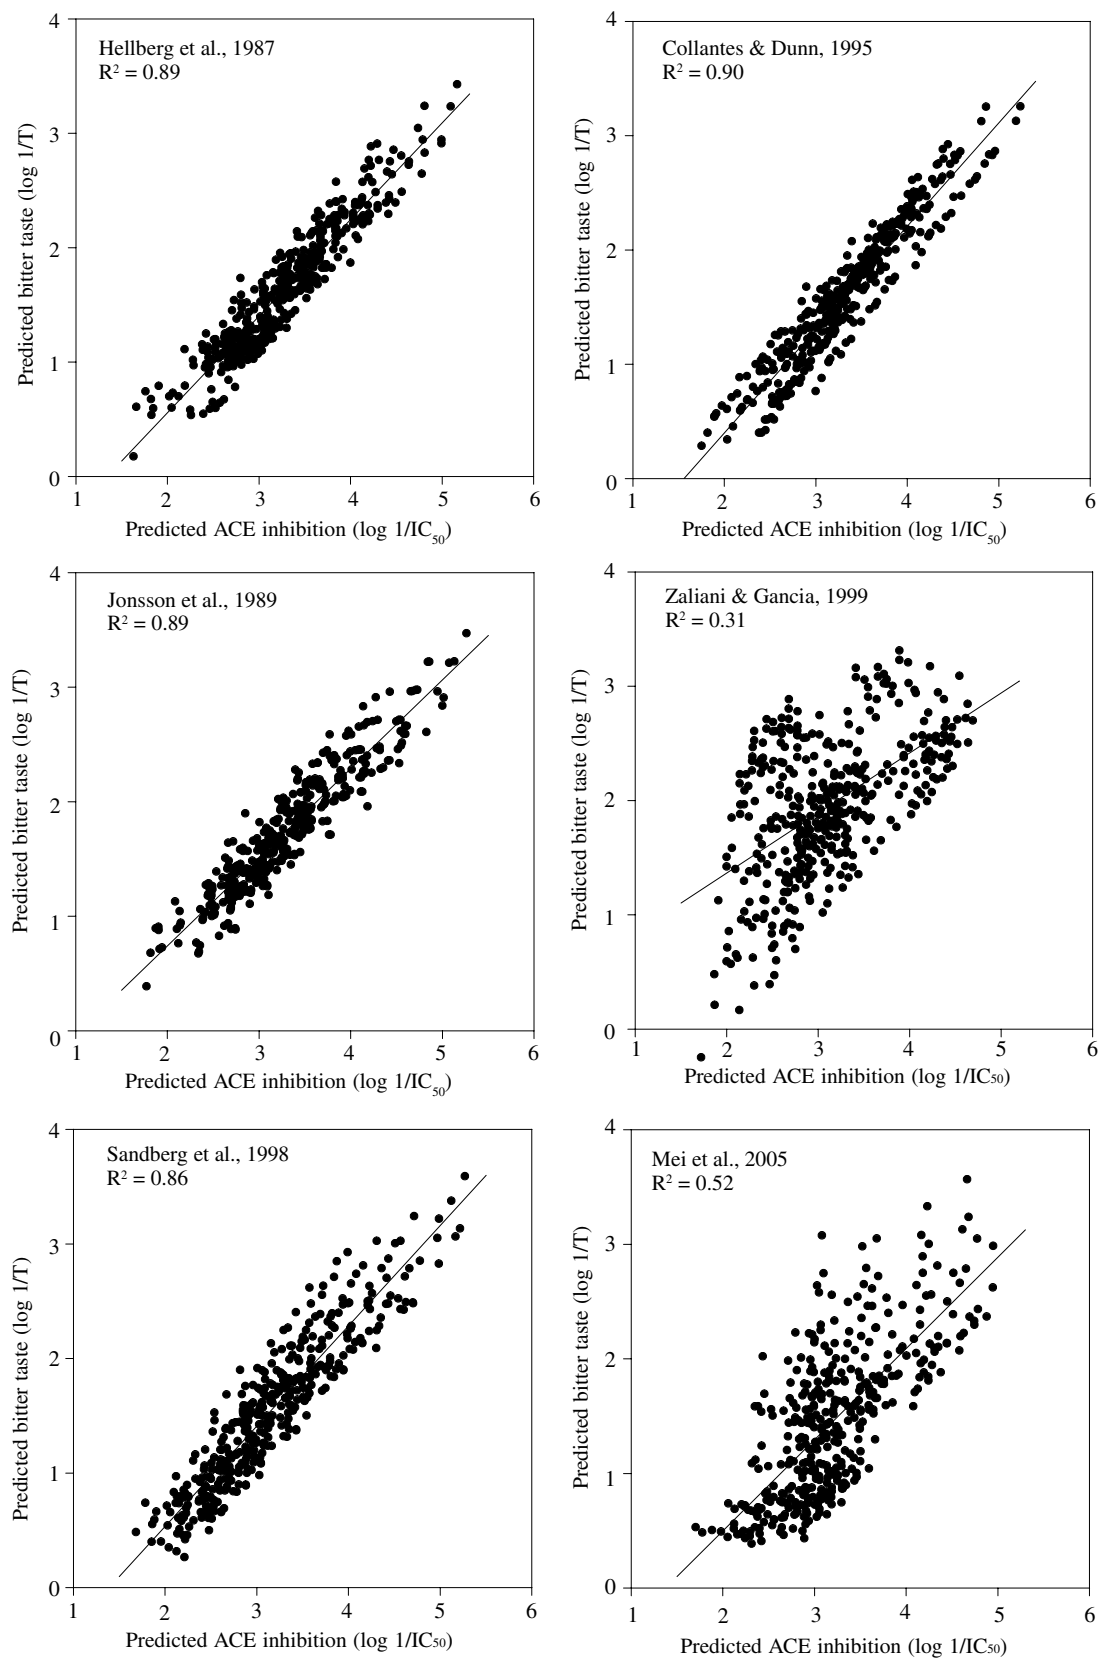 Hellberg et al., 1987
R² = 0.89
4
3
2
1
0
Predicted bitter taste (log 1/T)
1 2 3 4 5 6
Predicted ACE inhibition (log 1/IC₅₀)
Collantes & Dunn, 1995
R² = 0.90
4
3
2
1
0
Predicted bitter taste (log 1/T)
1 2 3 4 5 6
Predicted ACE inhibition (log 1/IC₅₀)
Jonsson et al., 1989
R² = 0.89
4
3
2
1
0
Predicted bitter taste (log 1/T)
1 2 3 4 5 6
Predicted ACE inhibition (log 1/IC₅₀)
Zaliani & Gancia, 1999
R² = 0.31
4
3
2
1
0
Predicted bitter taste (log 1/T)
1 2 3 4 5 6
Predicted ACE inhibition (log 1/IC₅₀)
Sandberg et al., 1998
R² = 0.86
4
3
2
1
0
Predicted bitter taste (log 1/T)
1 2 3 4 5 6
Predicted ACE inhibition (log 1/IC₅₀)
Mei et al., 2005
R² = 0.52
4
3
2
1
0
Predicted bitter taste (log 1/T)
1 2 3 4 5 6
Predicted ACE inhibition (log 1/IC₅₀)